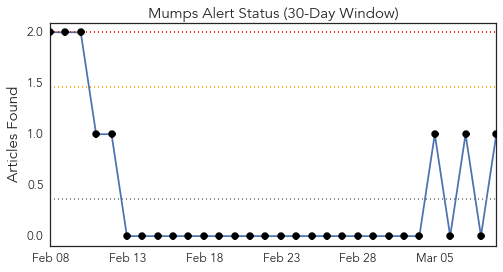 Mumps Alert Status (30-Day Window)
Articles Found
2.0
1.5
1.0
0.5
0.0
Feb 08 Feb 13 Feb 18 Feb 23 Feb 28 Mar 05